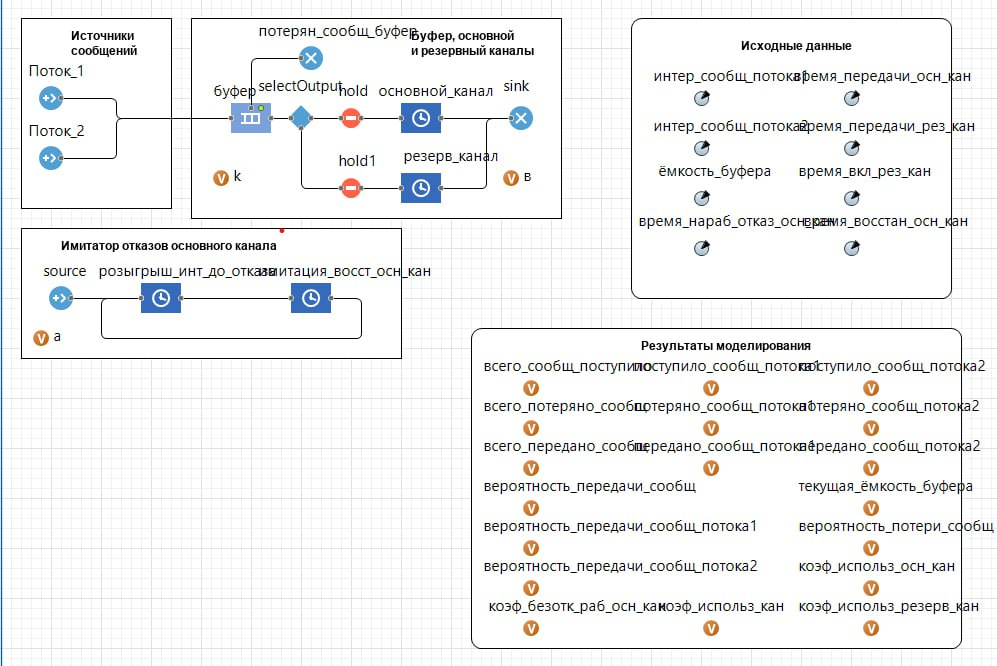 Источники
сообщений
Поток_1
Поток_2
потерян_сообщ_буфер
Буфер, основной
и резервный каналы
буфер
selectOutput
hold
основной_канал
sink
hold1
резерв_канал
k
в
Имитатор отказов основного канала
source
розыгрыш_инт_до_отказа
имитация_восст_осн_кан
а
Исходные данные
интер_сообщ_потока1
время_передачи_осн_кан
интер_сообщ_потока2
время_передачи_рез_кан
ёмкость_буфера
время_вкл_рез_кан
время_нараб_отказ_осн_кан
время_восстан_осн_кан
Результаты моделирования
всего_сообщ_поступило
поступило_сообщ_потока1
поступило_сообщ_потока2
всего_потеряно_сообщ
потеряно_сообщ_потока1
потеряно_сообщ_потока2
всего_передано_сообщ
передано_сообщ_потока1
передано_сообщ_потока2
вероятность_передачи_сообщ
текущая_ёмкость_буфера
вероятность_передачи_сообщ_потока1
вероятность_потери_сообщ
вероятность_передачи_сообщ_потока2
коэф_использ_осн_кан
коэф_безотк_раб_осн_кан
коэф_использ_кан
коэф_использ_резерв_кан